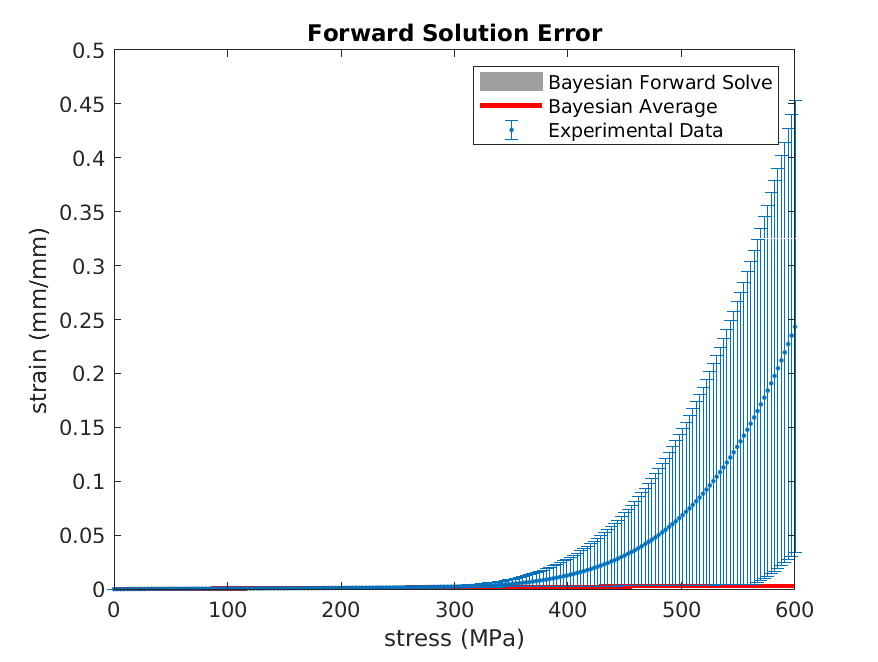 Forward Solution Error
Bayesian Forward Solve
Bayesian Average
Experimental Data
0.5
0.45
0.4
0.35
0.3
0.25
0.2
0.15
0.1
0.05
0
strain (mm/mm)
0 100 200 300 400 500 600
stress (MPa)